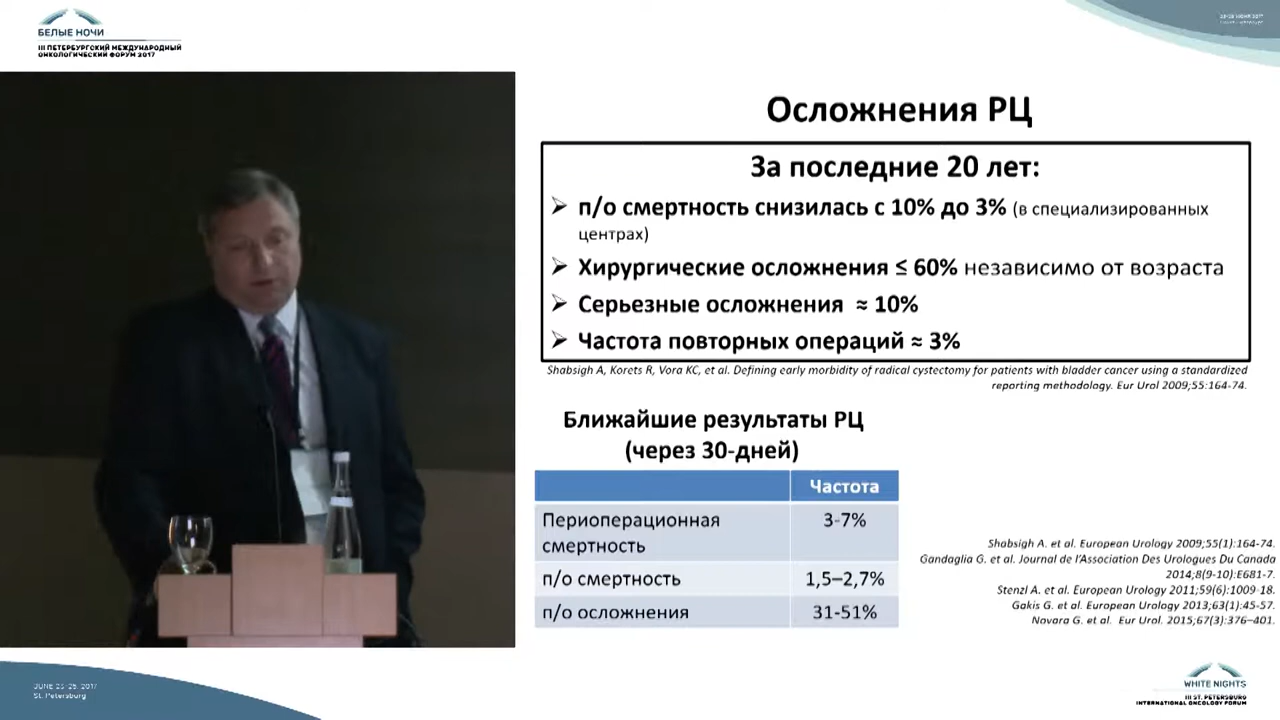 БЕЛЫЕ НОЧИ
III ПЕТЕРБУРГСКИЙ МЕЖДУНАРОДНЫЙ
ОНКОЛОГИЧЕСКИЙ ФОРУМ 2017
Осложнения РЦ
За последние 20 лет:
➢ п/о смертность снизилась с 10% до 3% (в специализированных
центрах)
➢ Хирургические осложнения ≤ 60% независимо от возраста
➢ Серьезные осложнения ≈ 10%
➢ Частота повторных операций ≈ 3%
Shabsigh A, Korets R, Vora KC, et al. Defining early morbidity of radical cystectomy for patients with bladder cancer using a standardized
reporting methodology. Eur Urol 2009;55:164-74.
Ближайшие результаты РЦ
(через 30-дней)
Частота
Периоперационная 3-7%
смертность
п/о смертность 1,5–2,7%
п/о осложнения 31-51%
Shabsigh A. et al. European Urology 2009;55(1):164-74.
Gandaglia G. et al. Journal de l'Association Des Urologues Du Canada
2014;8(9-10):E681-7.
Stenzl A. et al. European Urology 2011;59(6):1009-18.
Gakis G. et al. European Urology 2013;63(1):45-57.
Novara G. et al. Eur Urol. 2015;67(3):376–401.
JUNE 23-25, 2017
St. Petersburg
WHITE NIGHTS
III ST. PETERSBURG
INTERNATIONAL ONCOLOGY FORUM